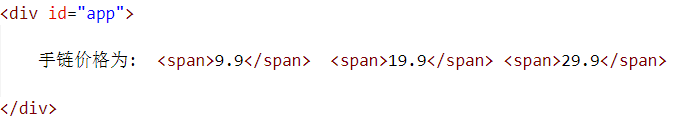 <div id="app">
手链价格为: <span>9.9</span> <span>19.9</span> <span>29.9</span>
</div>